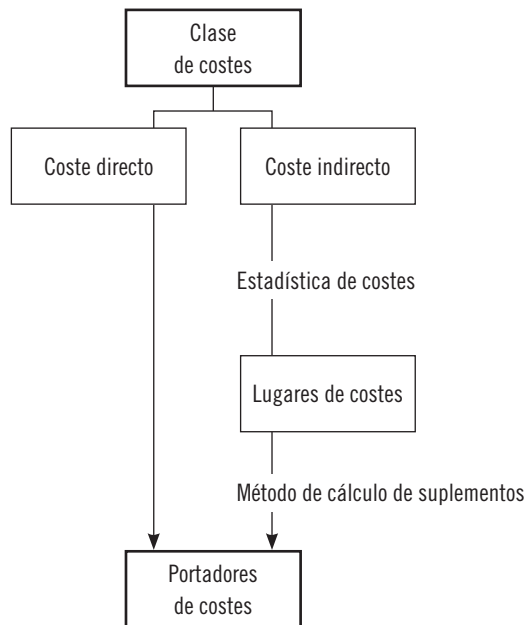 Clase
de costes
Coste directo
Coste indirecto
Estadística de costes
Lugares de costes
Método de cálculo de suplementos
Portadores
de costes